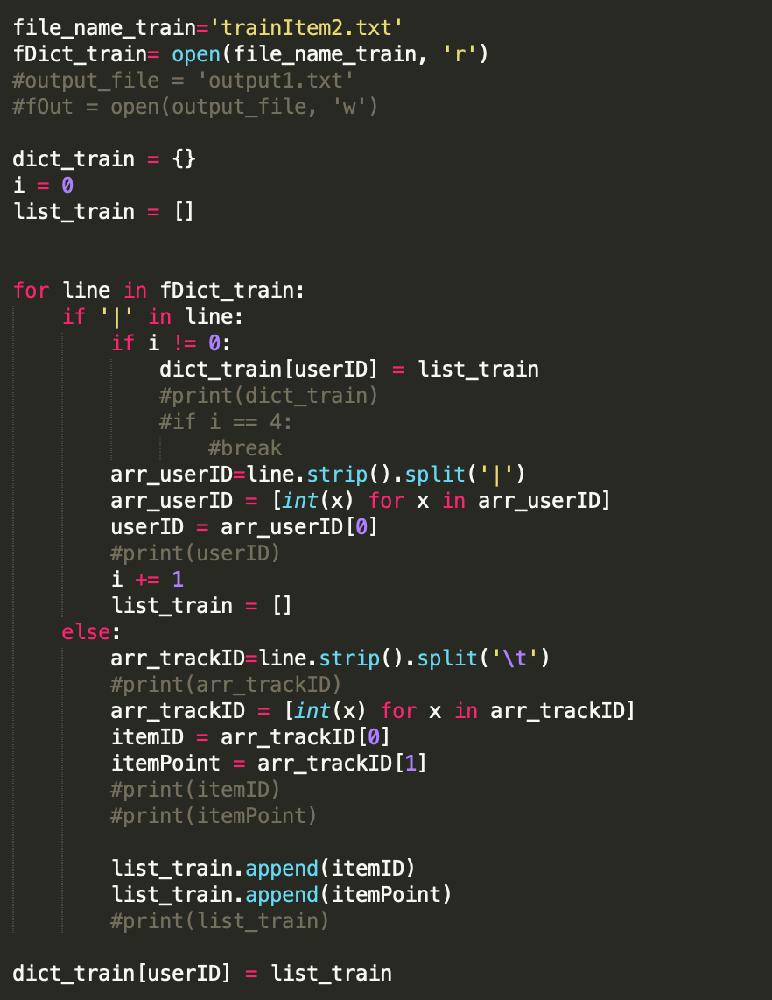 file_name_train='trainItem2.txt'
fDict_train= open(file_name_train, 'r')
#output_file = 'output1.txt'
#fOut = open(output_file, 'w')

dict_train = {}
i = 0
list_train = []


for line in fDict_train:
    if '|' in line:
        if i != 0:
            dict_train[userID] = list_train
            #print(dict_train)
            #if i == 4:
                #break
        arr_userID=line.strip().split('|')
        arr_userID = [int(x) for x in arr_userID]
        userID = arr_userID[0]
        #print(userID)
        i += 1
        list_train = []
    else:
        arr_trackID=line.strip().split('\t')
        #print(arr_trackID)
        arr_trackID = [int(x) for x in arr_trackID]
        itemID = arr_trackID[0]
        itemPoint = arr_trackID[1]
        #print(itemID)
        #print(itemPoint)

        list_train.append(itemID)
        list_train.append(itemPoint)
        #print(list_train)

dict_train[userID] = list_train